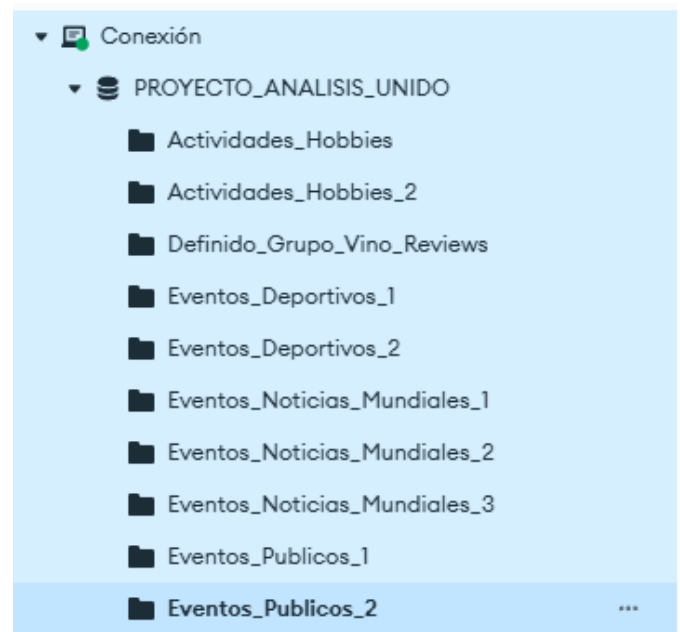 Conexión
PROYECTO_ANALISIS_UNIDO
Actividades_Hobbies
Actividades_Hobbies_2
Definido_Grupo_Vino_Reviews
Eventos_Deportivos_1
Eventos_Deportivos_2
Eventos_Noticias_Mundiales_1
Eventos_Noticias_Mundiales_2
Eventos_Noticias_Mundiales_3
Eventos_Publicos_1
Eventos_Publicos_2